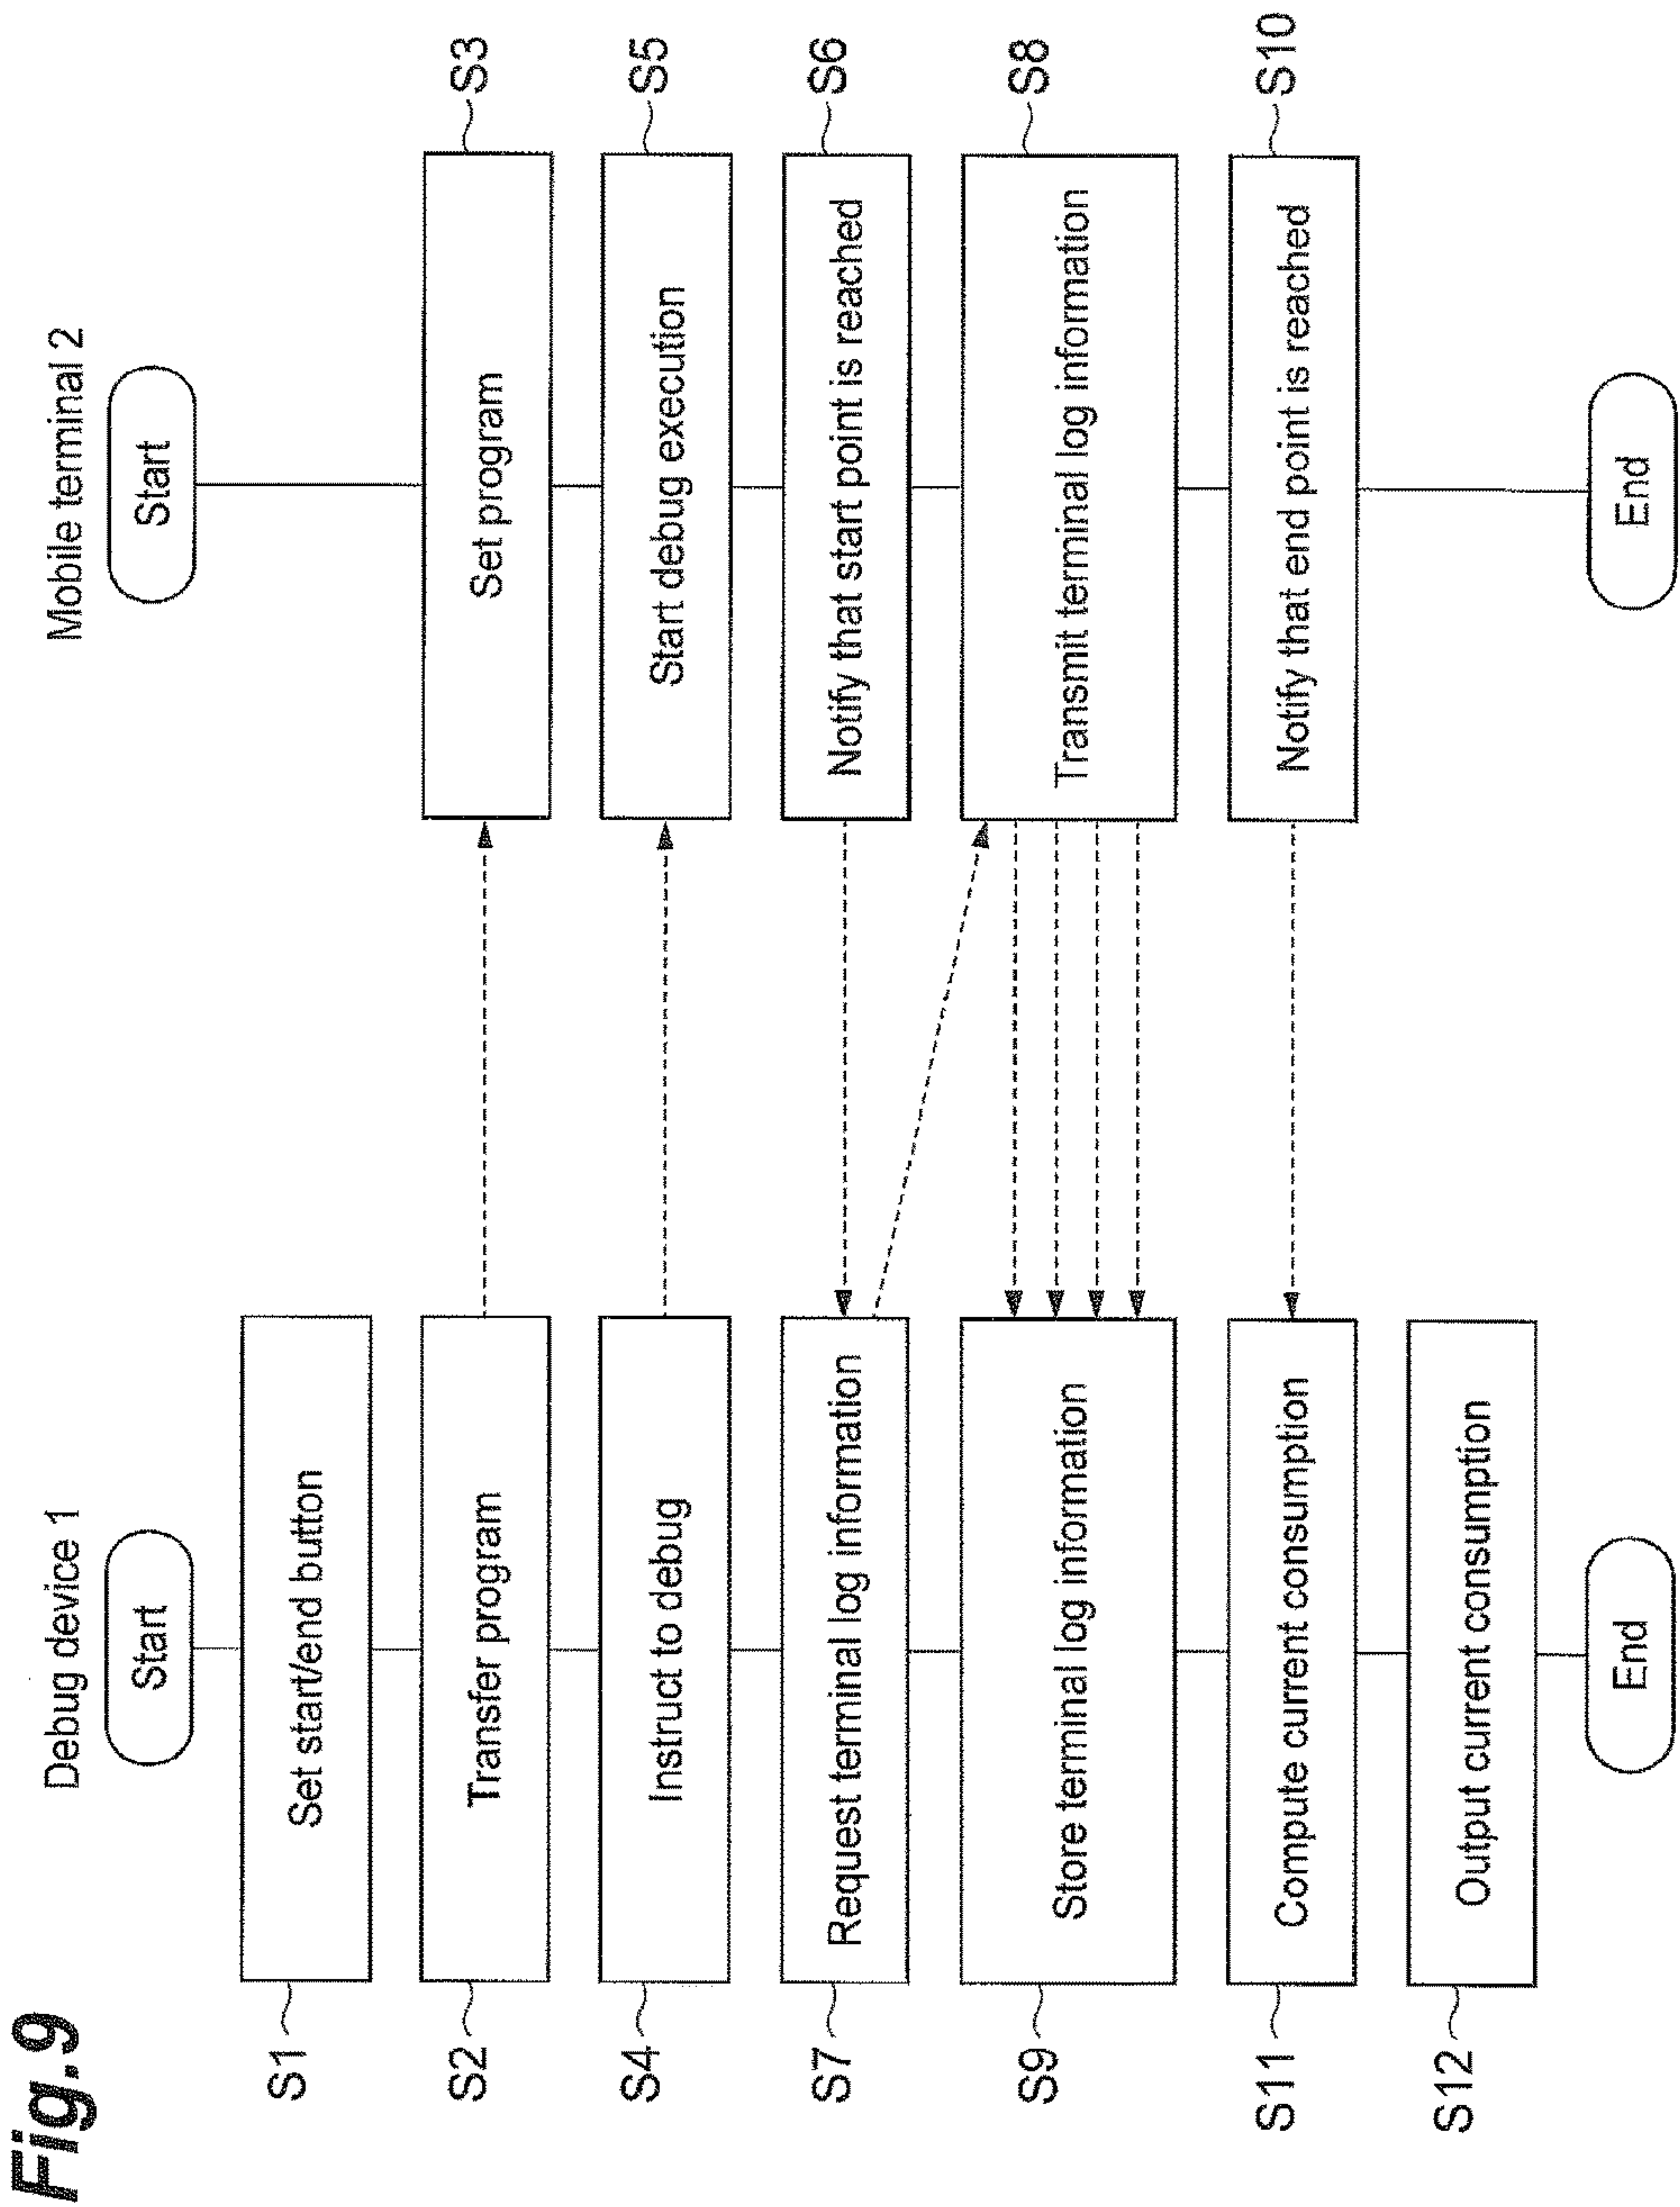 Fig.9
Debug device 1
Mobile terminal 2
Start
Start
S1
Set start/end button
S2
Transfer program
Set program
S3
S4
Instruct to debug
Start debug execution
S5
Notify that start point is reached
S6
S7
Request terminal log information
Transmit terminal log information
S8
S9
Store terminal log information
Notify that end point is reached
S10
S11
Compute current consumption
S12
Output current consumption
End
End